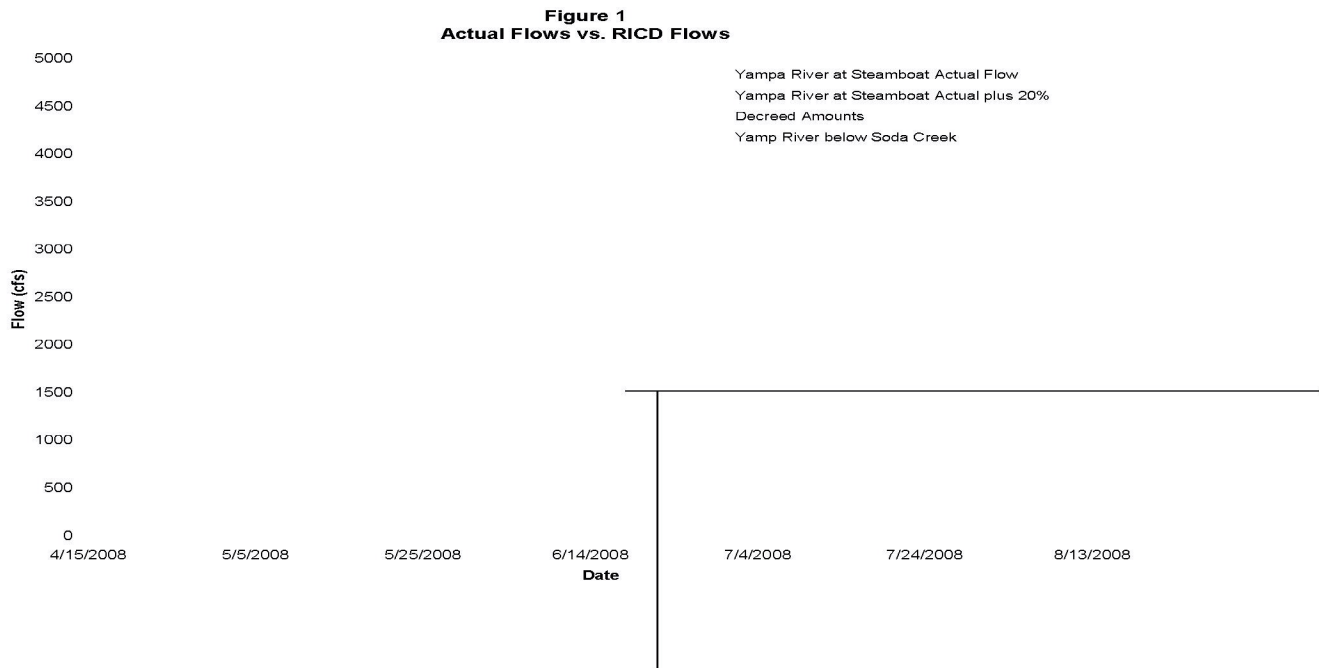 Figure 1
Actual Flows vs. RICD Flows
5000
Yampa River at Steamboat Actual Flow
4500
Yampa River at Steamboat Actual plus 20%
Decreed Amounts
4000
Yamp River below Soda Creek
3500
3000
2500
Flow (cfs)
2000
1500
1000
500
0
4/15/2008 5/5/2008 5/25/2008 6/14/2008 7/4/2008 7/24/2008 8/13/2008
Date